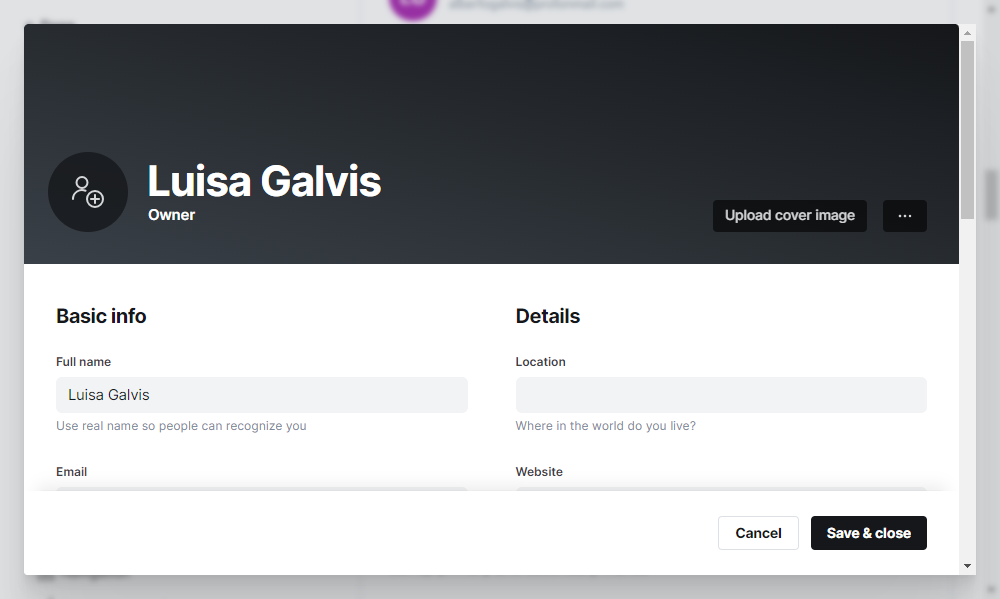 Luisa Galvis
Owner
Upload cover image
...
Basic info
Details
Full name
Luisa Galvis
Use real name so people can recognize you
Location
Where in the world do you live?
Email
Website
Cancel
Save & close